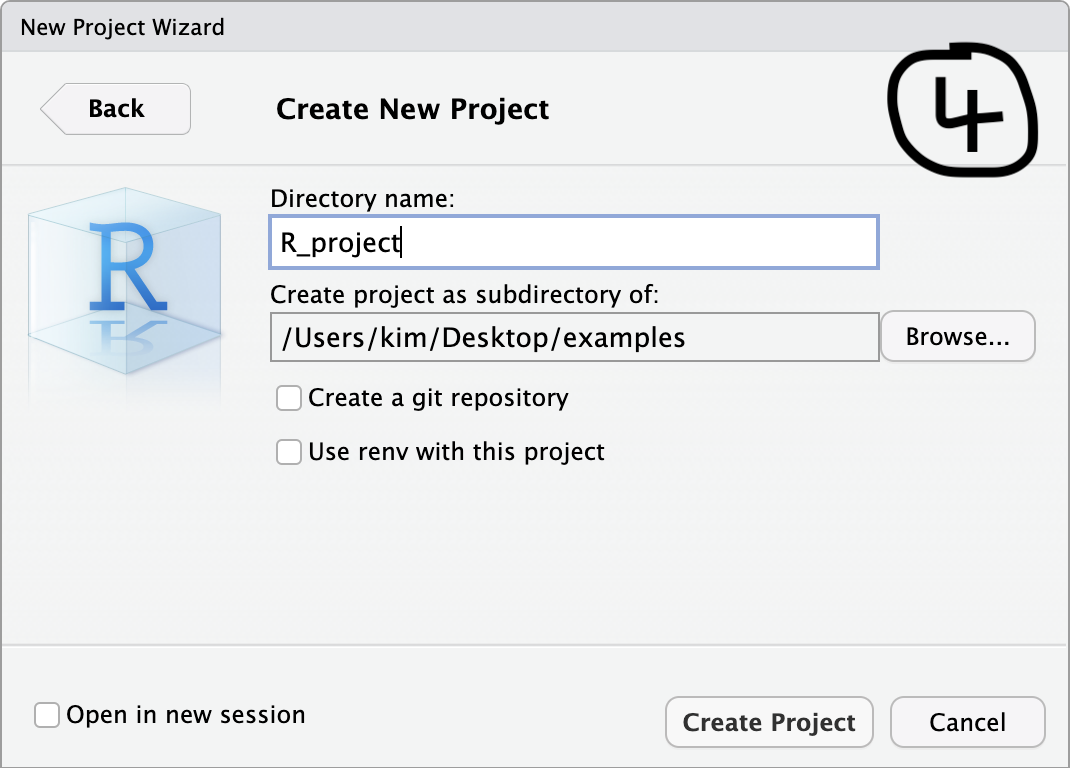 New Project Wizard
Back
Create New Project
4
R
Directory name:
R_project
Create project as subdirectory of:
/Users/kim/Desktop/examples
Browse...
Create a git repository
Use renv with this project
Open in new session
Create Project
Cancel